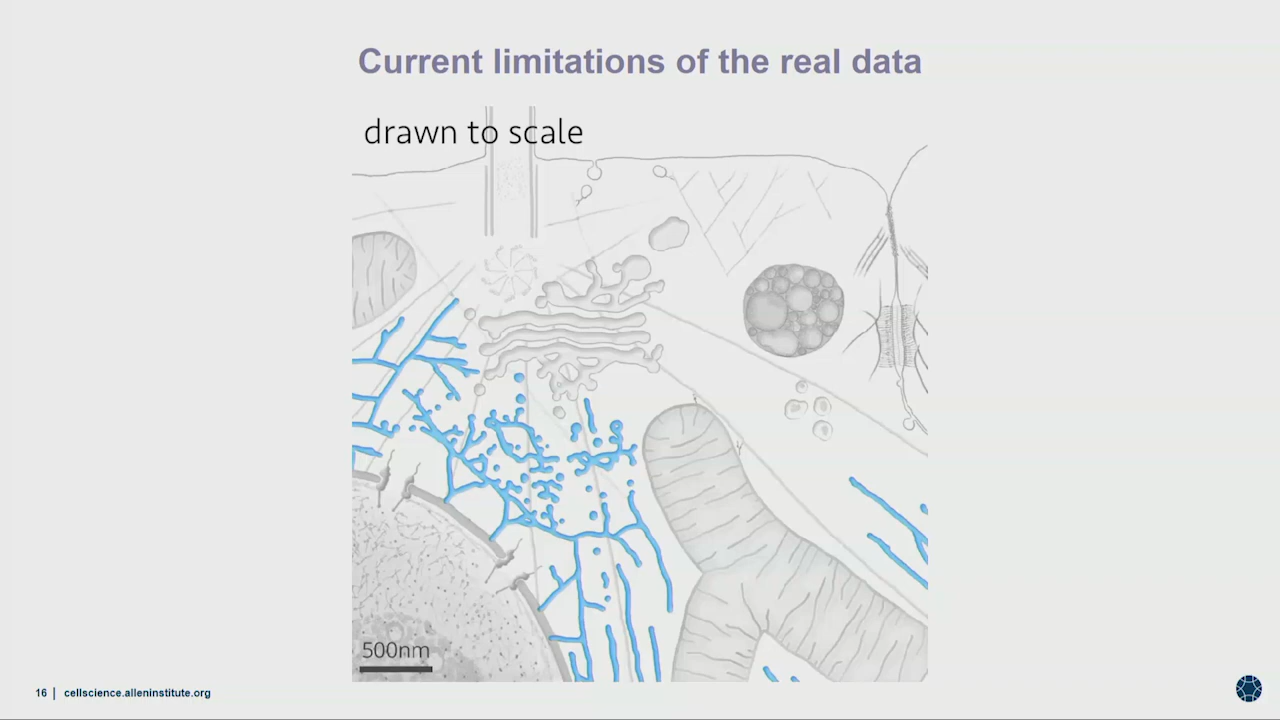 Current limitations of the real data
drawn to scale
500nm
16 | cellscience.alleninstitute.org